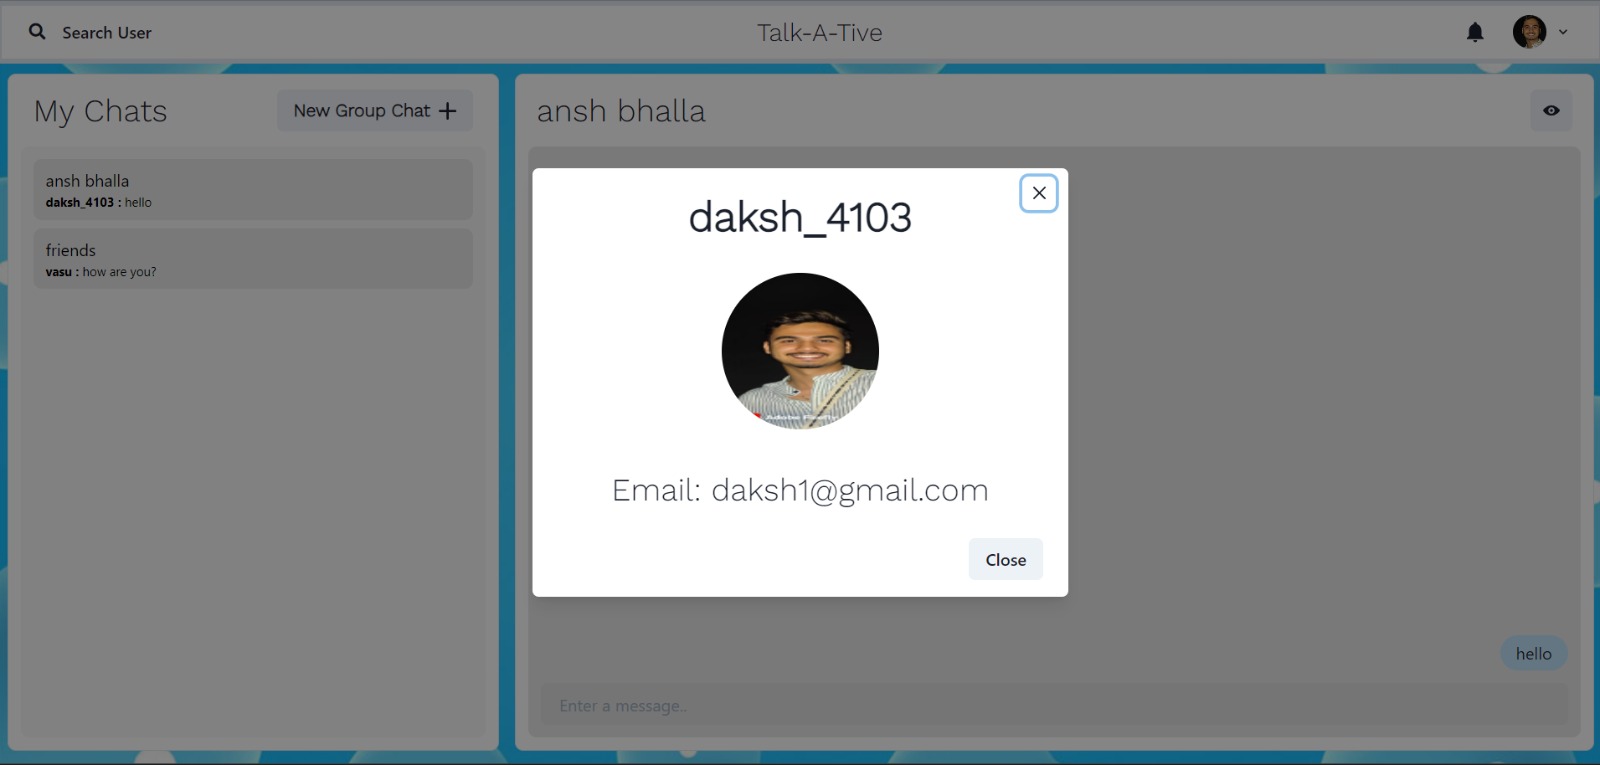 Search User
Talk-A-Tive
My Chats
New Group Chat +
ansh bhalla
daksh_4103 : hello
friends
vasu : how are you?
ansh bhalla
daksh_4103
Email: daksh1@gmail.com
Close
hello
Enter a message..